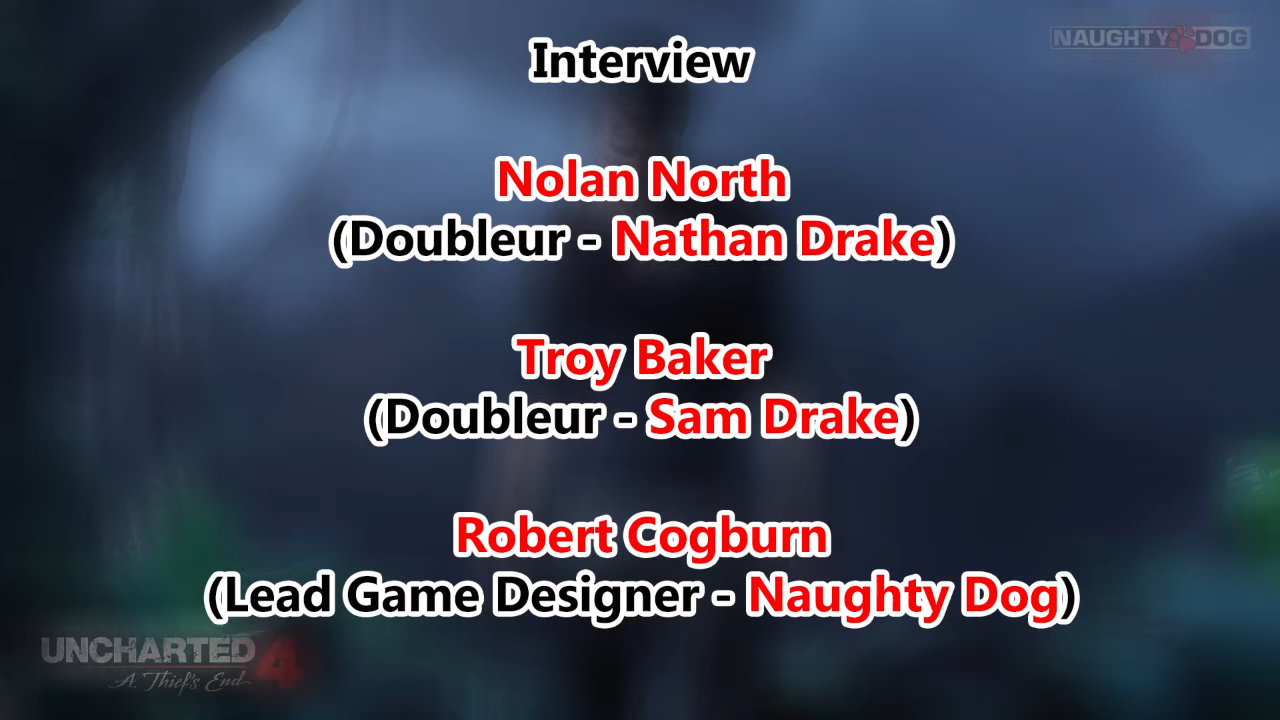 NAUGHTY DOG
Interview
Nolan North
(Doubleur - Nathan Drake)
Troy Baker
(Doubleur - Sam Drake)
Robert Cogburn
(Lead Game Designer - Naughty Dog)
UNCHARTED 4
A Thief's End